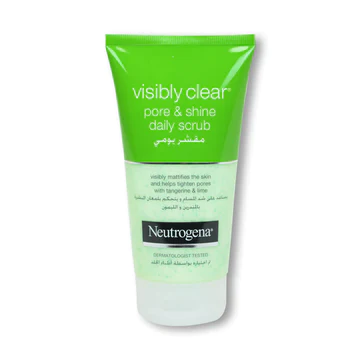 visibly clear®
pore & shine
daily scrub
مقشر يومي
visibly mattifies the skin
and helps tighten pores
with tangerine & lime
Neutrogena®
DERMATOLOGIST TESTED